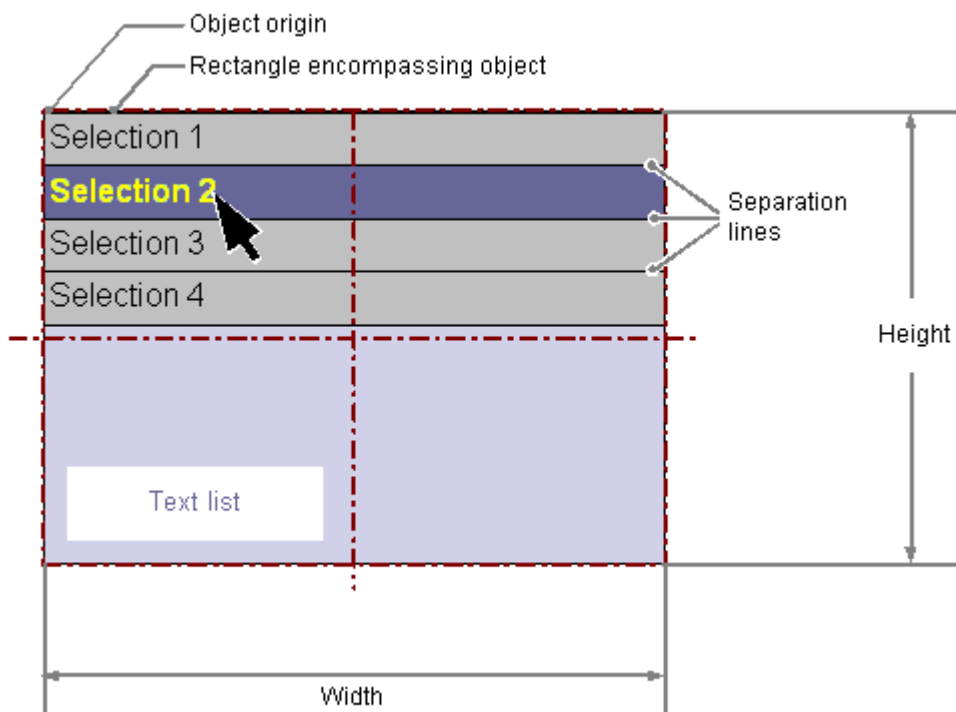 Object origin
Rectangle encompassing object
Selection 1
Selection 2
Separation
lines
Selection 3
Selection 4
Height
Text list
Width